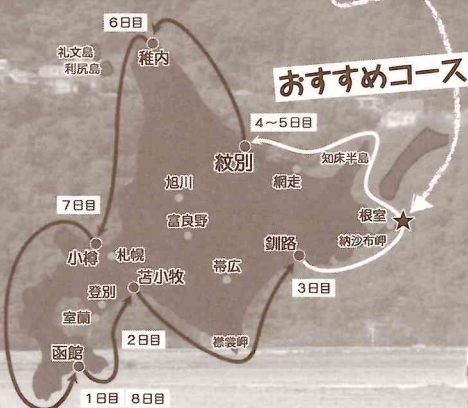 6日目
礼文島
利尻島
稚内
おすすめコース
4～5日目
紋別
知床半島
旭川
網走
7日目
富良野
根室
納沙布岬
小樽
札幌
釧路
帯広
苫小牧
登別
3日目
室蘭
2日目
襟裳岬
函館
1日目 8日目